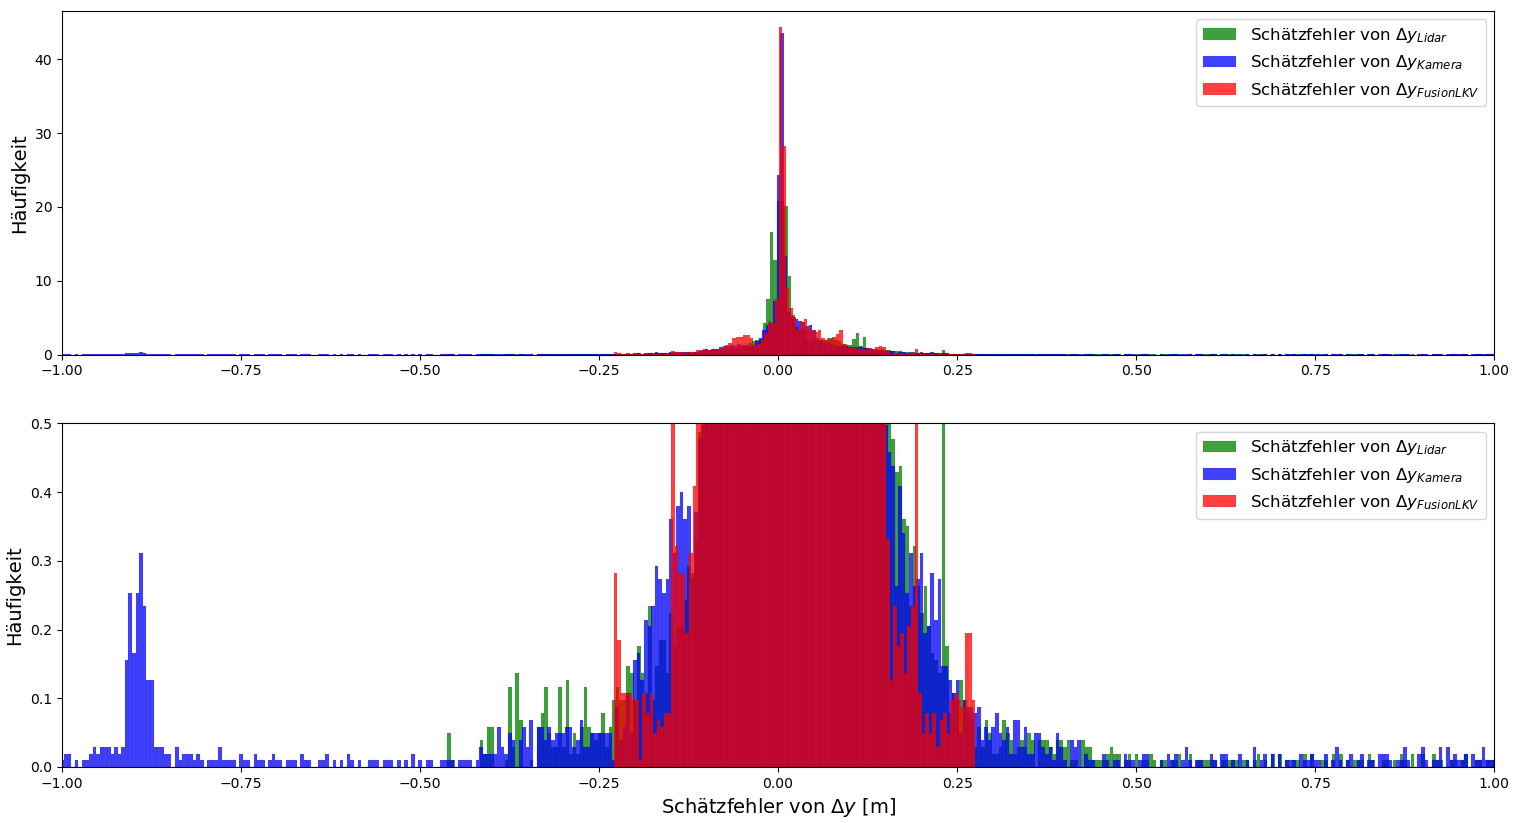 Häufigkeit
40
30
20
10
0
−1.00 −0.75 −0.50 −0.25 0.00 0.25 0.50 0.75 1.00
Schätzfehler von Δy_Lidar
Schätzfehler von Δy_Kamera
Schätzfehler von Δy_FusionLKV
Häufigkeit
0.5
0.4
0.3
0.2
0.1
0.0
−1.00 −0.75 −0.50 −0.25 0.00 0.25 0.50 0.75 1.00
Schätzfehler von Δy_Lidar
Schätzfehler von Δy_Kamera
Schätzfehler von Δy_FusionLKV
Schätzfehler von Δy [m]